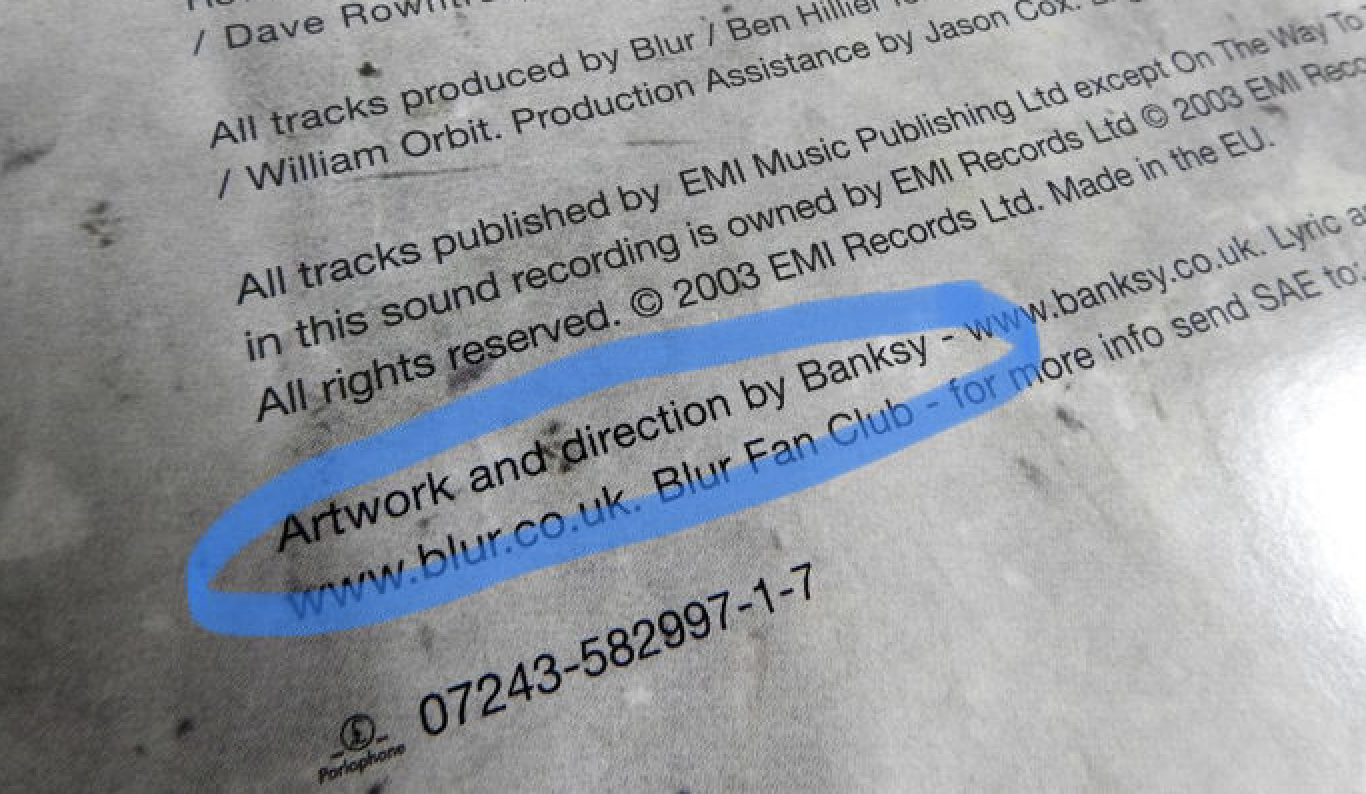 / Dave
All tracks produced by Blur / Ben Hillier
/ William Orbit. Production Assistance by Jason Cox.
All tracks published by EMI Music Publishing Ltd except On The Way To
in this sound recording is owned by EMI Records Ltd © 2003 EMI
All rights reserved. © 2003 EMI Records Ltd. Made in the EU.
Artwork and direction by Banksy - www.banksy.co.uk. Lyric
www.blur.co.uk. Blur Fan Club - for more info send SAE to:
07243-582997-1-7
£
Parlophone